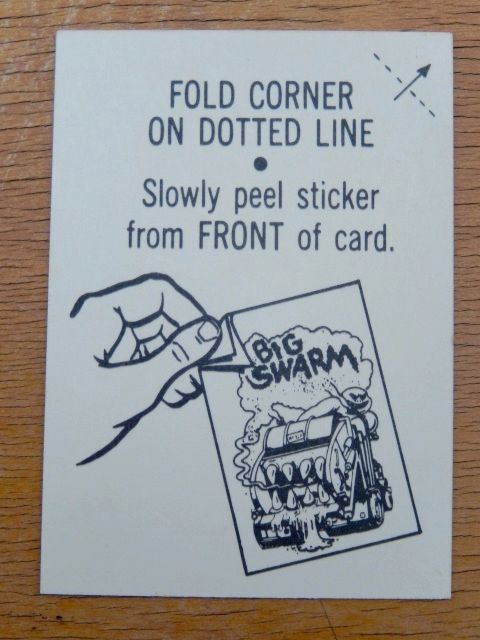 FOLD CORNER
ON DOTTED LINE
Slowly peel sticker
from FRONT of card.
BIG
SWARM